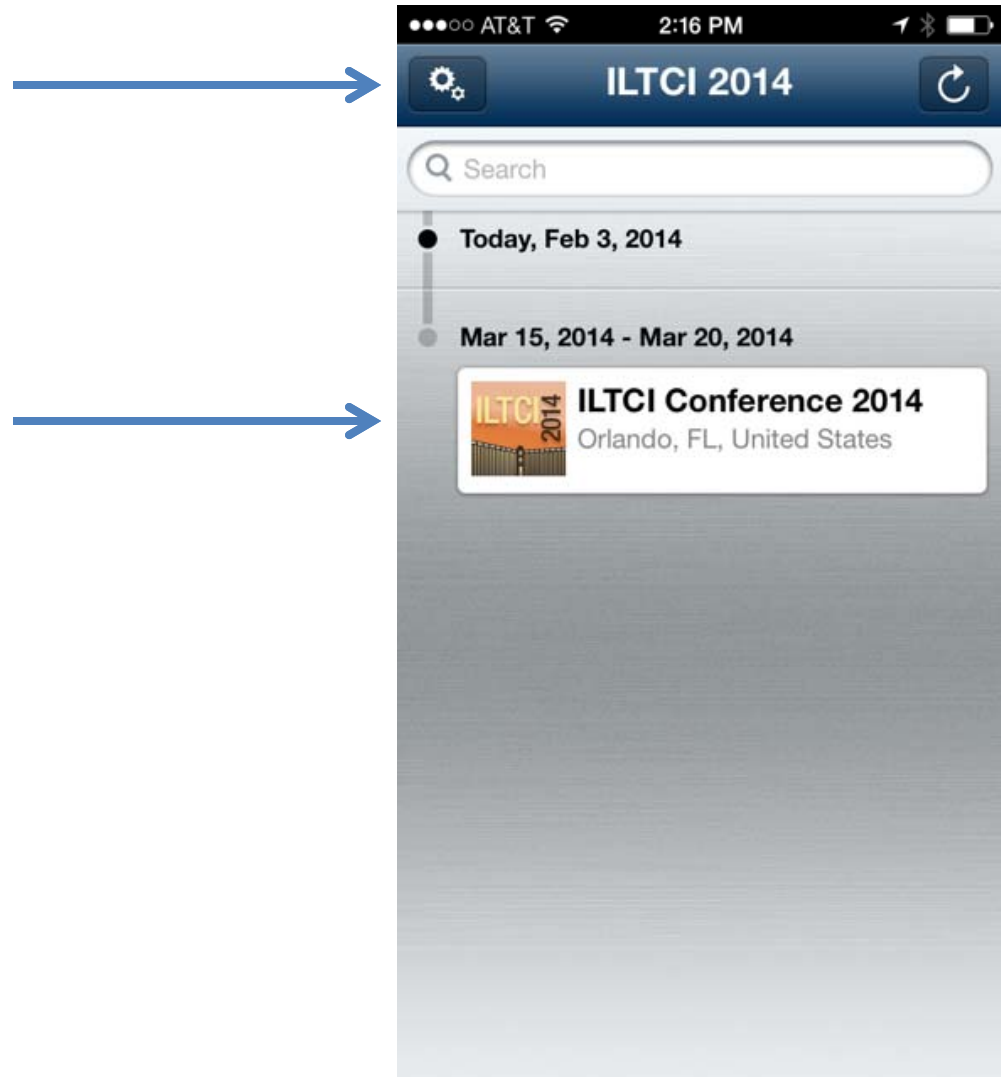 AT&T 2:16 PM
ILTCI 2014
Search
Today, Feb 3, 2014
Mar 15, 2014 - Mar 20, 2014
ILTCI 2014
ILTCI Conference 2014
Orlando, FL, United States